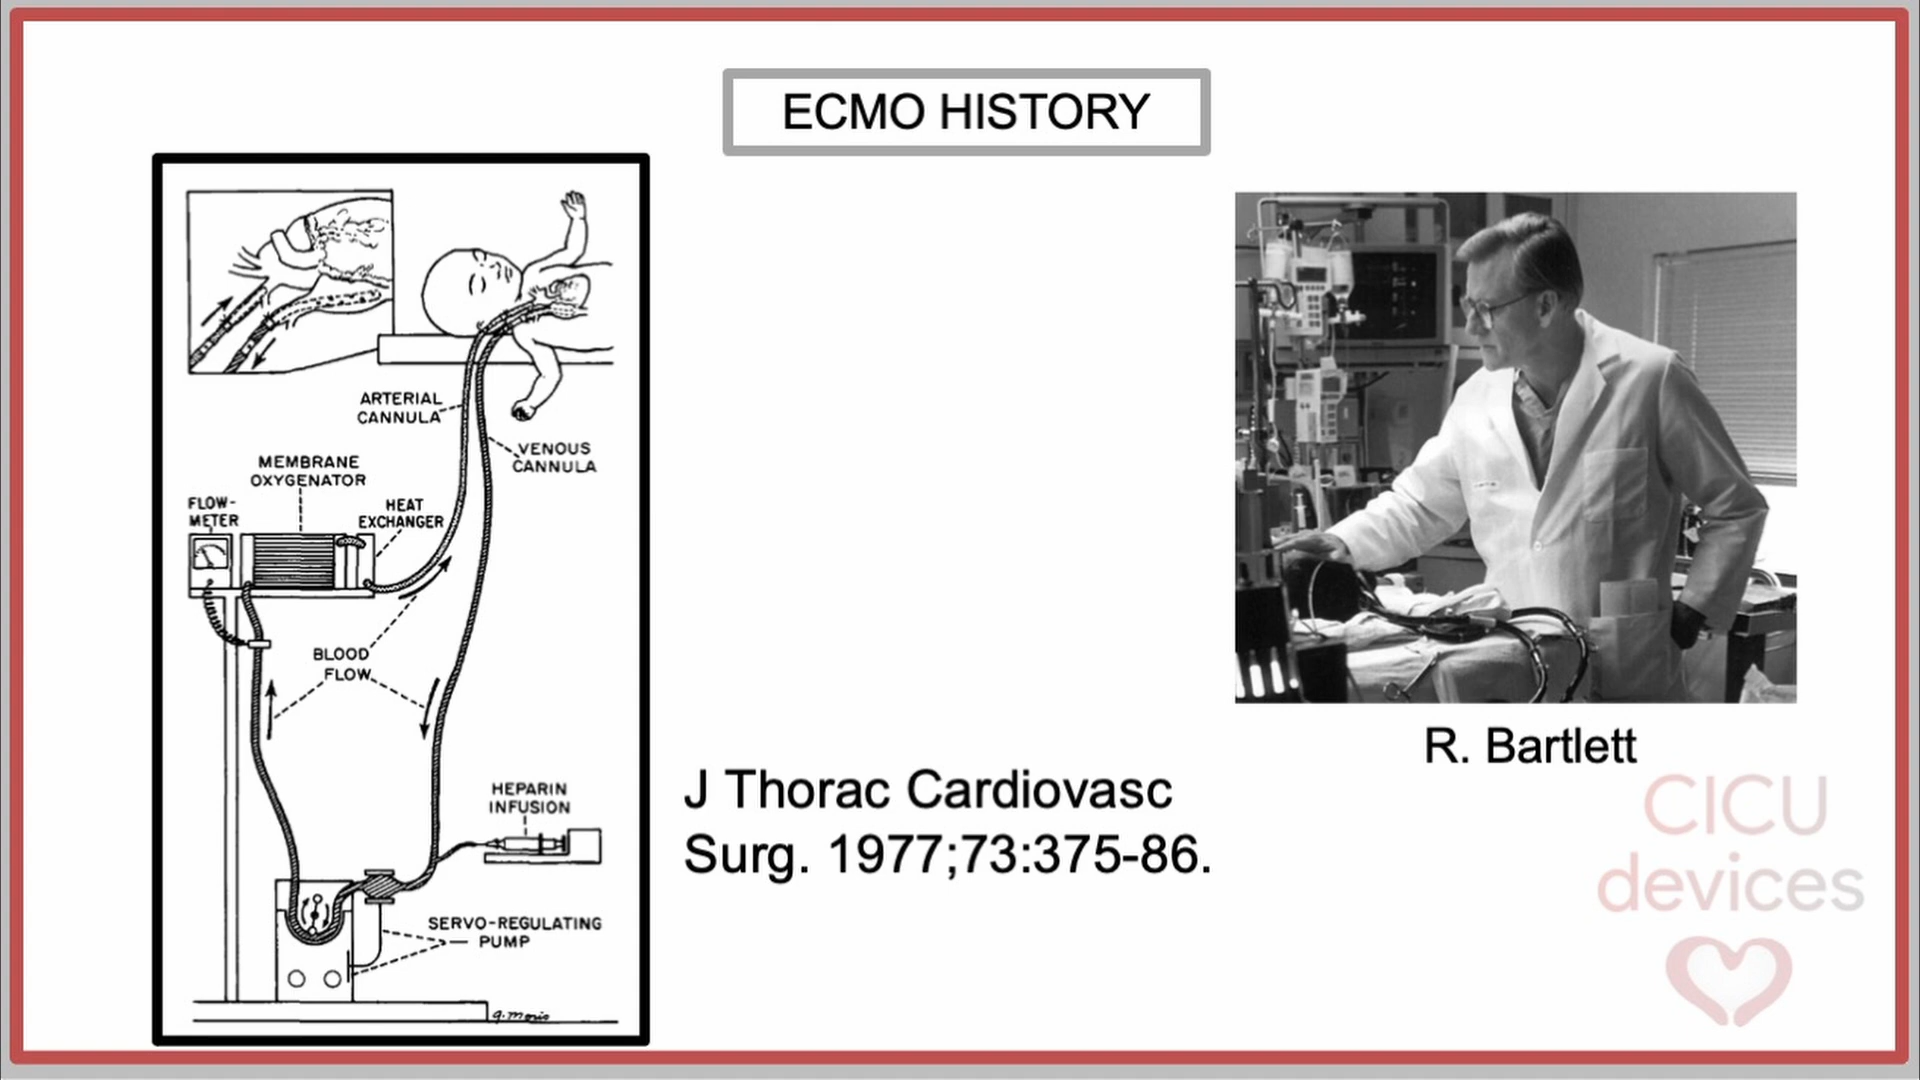 ECMO HISTORY
ARTERIAL
CANNULA
VENOUS
CANNULA
MEMBRANE
OXYGENATOR
FLOW-
METER
HEAT
EXCHANGER
BLOOD
FLOW
HEPARIN
INFUSION
SERVO-REGULATING
PUMP
J Thorac Cardiovasc
Surg. 1977;73:375-86.
R. Bartlett
CICU
devices